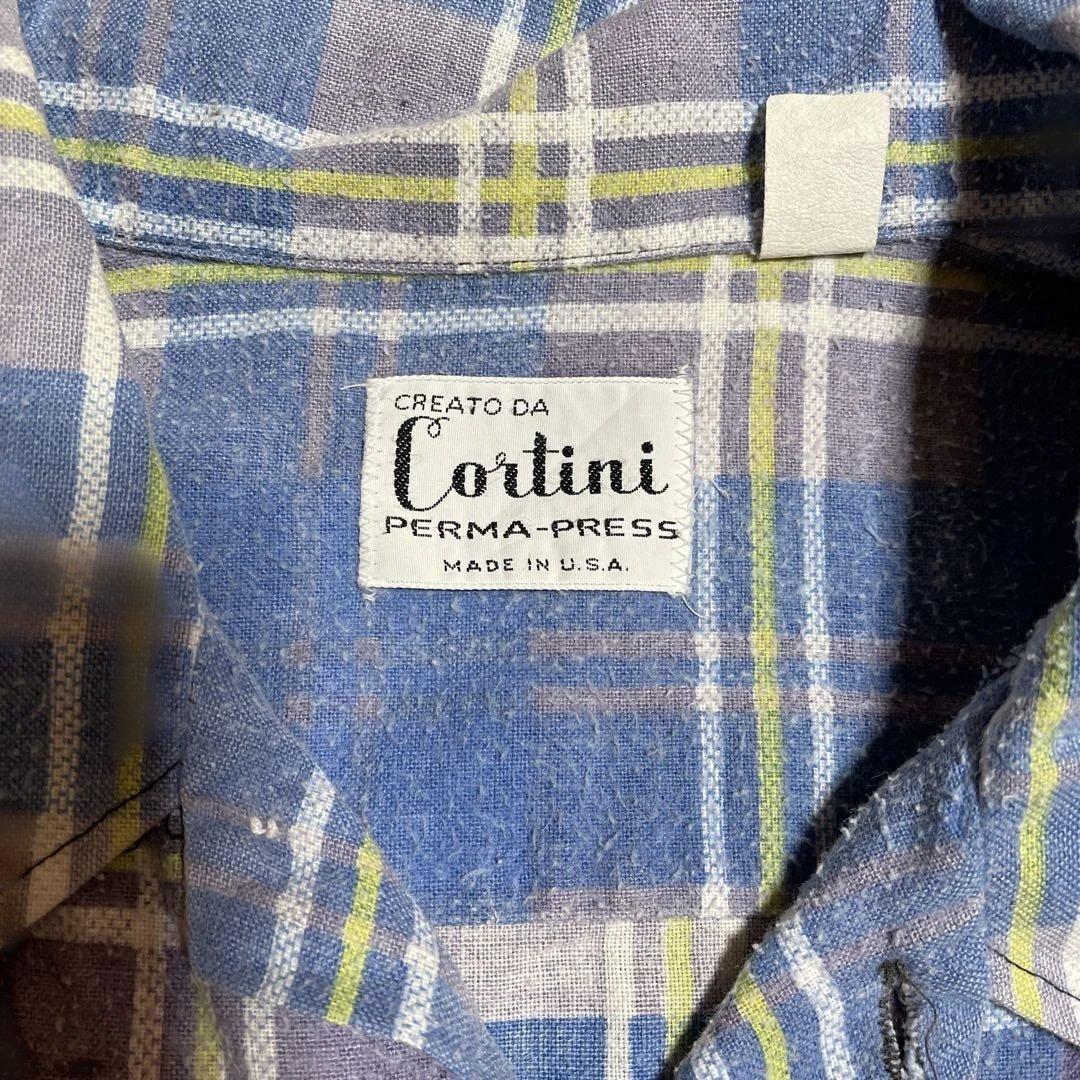 CREATO DA
Cortini
PERMA-PRESS
MADE IN U.S.A.